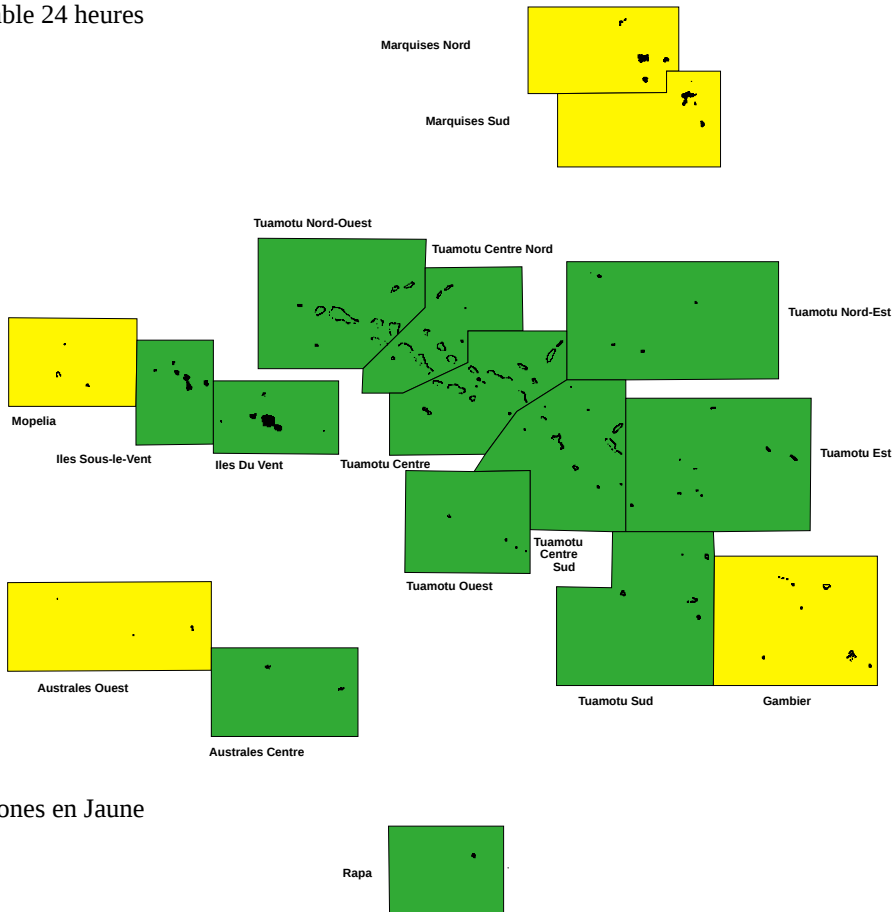 24 heures
Marquises Nord
Marquises Sud
Tuamotu Nord-Ouest
Tuamotu Centre Nord
Tuamotu Nord-Est
Mopelia
Iles Sous-le-Vent
Iles Du Vent
Tuamotu Centre
Tuamotu Est
Tuamotu
Centre
Sud
Tuamotu Ouest
Australes Ouest
Tuamotu Sud
Gambier
Australes Centre
en Jaune
Rapa